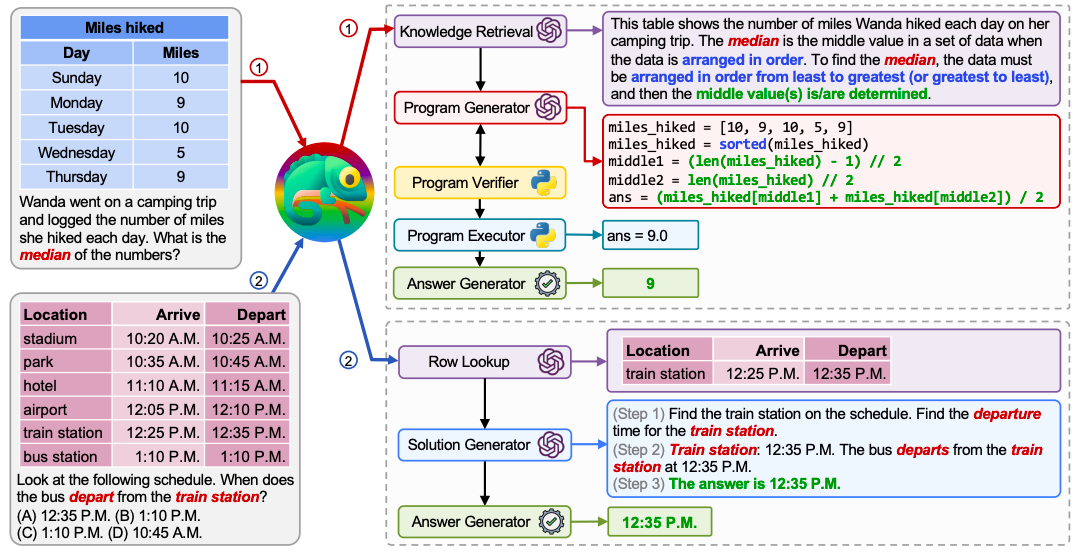 Miles hiked
Day Miles
Sunday 10
Monday 9
Tuesday 10
Wednesday 5
Thursday 9
Wanda went on a camping trip
and logged the number of miles
she hiked each day. What is the
median of the numbers?
1
2
Location Arrive Depart
stadium 10:20 A.M. 10:25 A.M.
park 10:35 A.M. 10:45 A.M.
hotel 11:10 A.M. 11:15 A.M.
airport 12:05 P.M. 12:10 P.M.
train station 12:25 P.M. 12:35 P.M.
bus station 1:10 P.M. 1:10 P.M.
Look at the following schedule. When does
the bus depart from the train station?
(A) 12:35 P.M. (B) 1:10 P.M.
(C) 1:10 P.M. (D) 10:45 A.M.
1
Knowledge Retrieval
This table shows the number of miles Wanda hiked each day on her
camping trip. The median is the middle value in a set of data when
the data is arranged in order. To find the median, the data must
be arranged in order from least to greatest (or greatest to least),
and then the middle value(s) is/are determined.
Program Generator
miles_hiked = [10, 9, 10, 5, 9]
miles_hiked = sorted(miles_hiked)
middle1 = (len(miles_hiked) - 1) // 2
middle2 = len(miles_hiked) // 2
ans = (miles_hiked[middle1] + miles_hiked[middle2]) / 2
Program Verifier
Program Executor
ans = 9.0
Answer Generator
9
2
Row Lookup
Location Arrive Depart
train station 12:25 P.M. 12:35 P.M.
Solution Generator
(Step 1) Find the train station on the schedule. Find the departure
time for the train station.
(Step 2) Train station: 12:35 P.M. The bus departs from the train
station at 12:35 P.M.
(Step 3) The answer is 12:35 P.M.
Answer Generator
12:35 P.M.